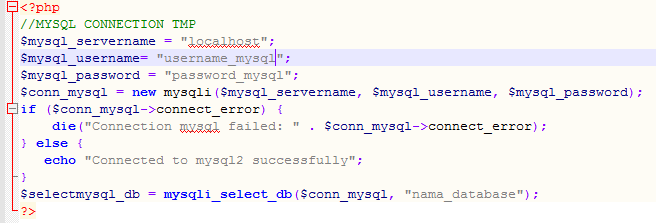 <?php
//MYSQL CONNECTION TMP
$mysql_servername = "localhost";
$mysql_username= "username_mysql";
$mysql_password = "password_mysql";
$conn_mysql = new mysqli($mysql_servername, $mysql_username, $mysql_password);
if ($conn_mysql->connect_error) {
    die("Connection mysql failed: " . $conn_mysql->connect_error);
} else {
   echo "Connected to mysql2 successfully";
}
$selectmysql_db = mysqli_select_db($conn_mysql, "nama_database");
?>